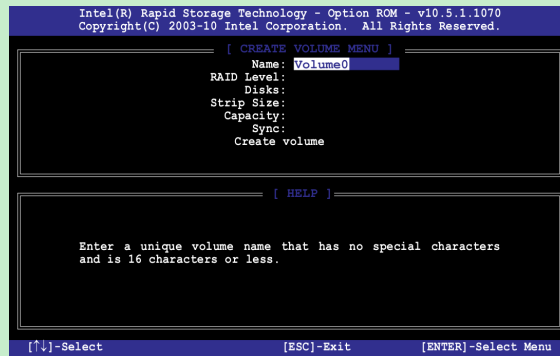 Intel(R) Rapid Storage Technology - Option ROM - v10.5.1.1070
Copyright(C) 2003-10 Intel Corporation. All Rights Reserved.
[ CREATE VOLUME MENU ]
Name: Volume0
RAID Level:
Disks:
Strip Size:
Capacity:
Sync:
Create volume
[ HELP ]
Enter a unique volume name that has no special characters
and is 16 characters or less.
[↑↓]-Select [ESC]-Exit [ENTER]-Select Menu